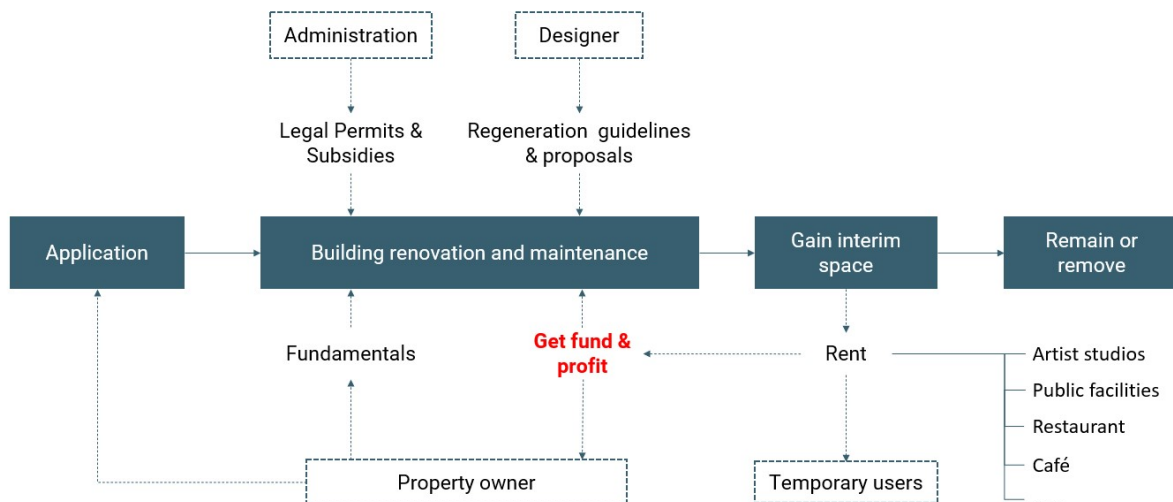 Administration
Designer
Legal Permits &
Subsidies
Regeneration guidelines
& proposals
Application
Building renovation and maintenance
Gain interim
space
Remain or
remove
Fundamentals
Get fund &
profit
Rent
Artist studios
Public facilities
Restaurant
Café
Property owner
Temporary users